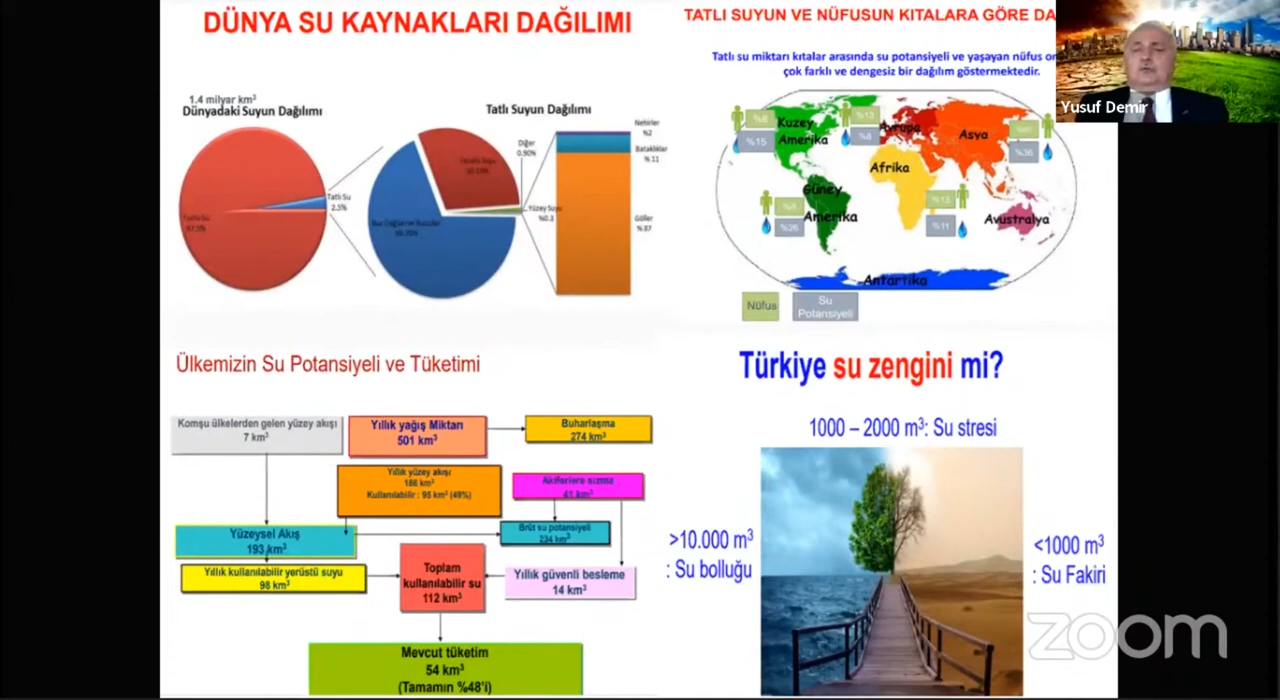 DÜNYA SU KAYNAKLARI DAĞILIMI
1.4 milyar km³
Dünyadaki Suyun Dağılımı
Tatlı Suyun Dağılımı
Tatlı Su
2.5%
Tuzlu Su
97.5%
Diğer
0.90%
Yüzey Suyu
%0.3
Nehirler
%2
Bataklıklar
% 11
Göller
% 87
TATLI SUYUN VE NÜFUSUN KITALARA GÖRE DA
Tatlı su miktarı kıtalar arasında su potansiyeli ve yaşayan nüfus
çok farklı ve dengesiz bir dağılım göstermektedir.
Yusuf Demir
%8
%15
Kuzey
Amerika
%13
%8
Avrupa
Asya
%36
Afrika
%13
%11
Güney
Amerika
%26
Avustralya
Antartika
Nüfus
Su
Potansiyeli
Ülkemizin Su Potansiyeli ve Tüketimi
Komşu ülkelerden gelen yüzey akışı
7 km³
Yıllık yağış Miktarı
501 km³
Buharlaşma
274 km³
Yıllık yüzey akışı
186 km³
Kullanılabilir : 95 km³ (49%)
Akiferlere sızma
41 km³
Yüzeysel Akış
193 km³
Brüt su potansiyeli
234 km³
Yıllık kullanılabilir yerüstü suyu
98 km³
Toplam
kullanılabilir su
112 km³
Yıllık güvenli besleme
14 km³
Mevcut tüketim
54 km³
(Tamamın %48'i)
Türkiye su zengini mi?
1000 – 2000 m³: Su stresi
>10.000 m³
: Su bolluğu
<1000 m³
: Su Fakiri
zoom